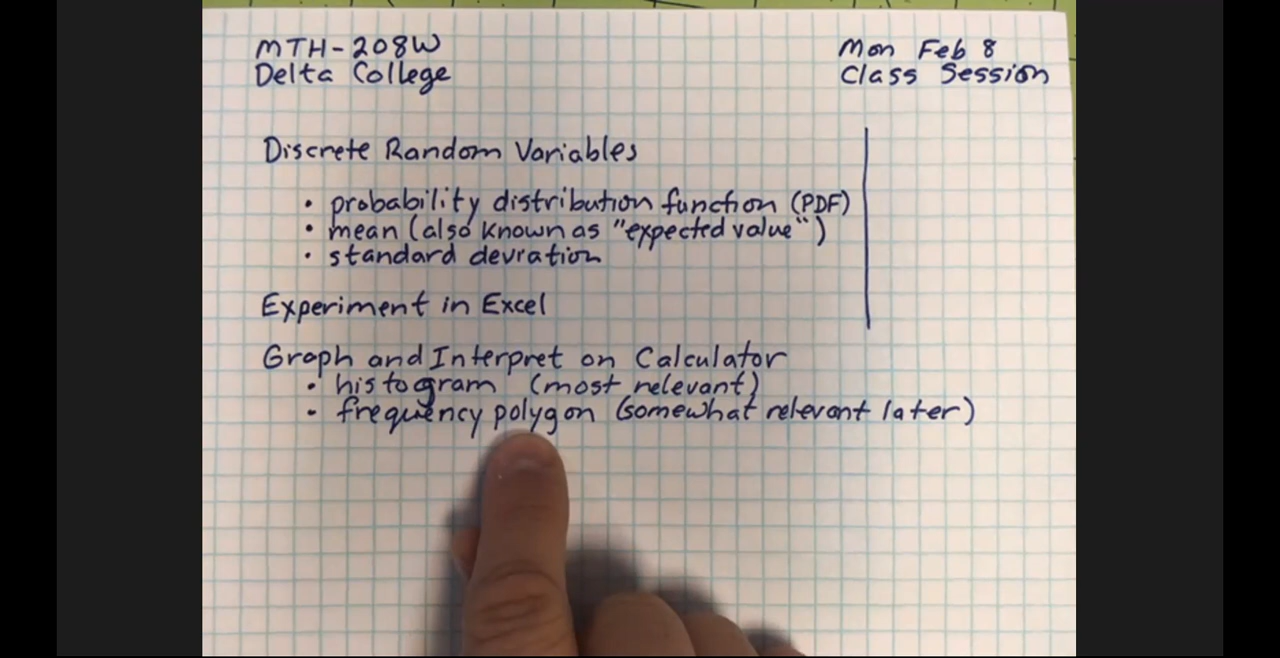 MTH-208W
Delta College
Mon Feb 8
Class Session
Discrete Random Variables
• probability distribution function (PDF)
• mean (also known as "expected value")
• standard deviation
Experiment in Excel
Graph and Interpret on Calculator
• histogram (most relevant)
• frequency polygon (somewhat relevant later)